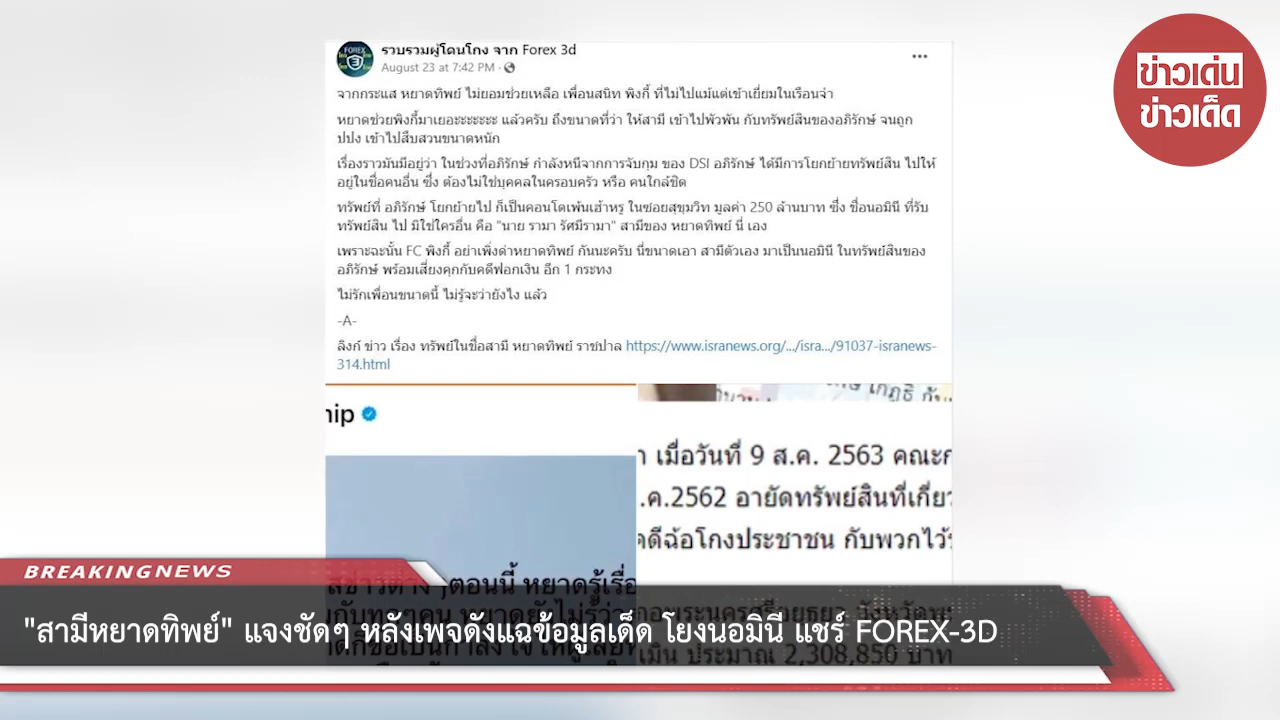 ข่าวเด่น
ข่าวเด็ด
FOREX
3
รวบรวมผู้โดนโกง จาก Forex 3d
August 23 at 7:42 PM ·
จากกระแส หยาดทิพย์ ไม่ยอมช่วยเหลือ เพื่อนสนิท พิงกี้ ที่ไม่ไปแม้แต่เข้าเยี่ยมในเรือนจำ
หยาดช่วยพิงกี้มาเยอะะะะะะะ แล้วครับ ถึงขนาดที่ว่า ให้สามี เข้าไปพัวพัน กับทรัพย์สินของอภิรักษ์ จนถูก
ปปง เข้าไปสืบสวนขนาดหนัก
เรื่องราวมันมีอยู่ว่า ในช่วงที่อภิรักษ์ กำลังหนีจากการจับกุม ของ DSI อภิรักษ์ ได้มีการโยกย้ายทรัพย์สิน ไปให้
อยู่ในชื่อคนอื่น ซึ่ง ต้องไม่ใช่บุคคลในครอบครัว หรือ คนใกล้ชิด
ทรัพย์ที่ อภิรักษ์ โยกย้ายไป ก็เป็นคอนโดเพ้นเฮ้าหรู ในซอยสุขุมวิท มูลค่า 250 ล้านบาท ซึ่ง ชื่อนอมินี ที่รับ
ทรัพย์สิน ไป มิใช่ใครอื่น คือ "นาย รามา รัศมีรามา" สามีของ หยาดทิพย์ นี่ เอง
เพราะฉะนั้น FC พิงกี้ อย่าเพิ่งด่าหยาดทิพย์ กันนะครับ นี่ขนาดเอา สามีตัวเอง มาเป็นนอมินี ในทรัพย์สินของ
อภิรักษ์ พร้อมเสี่ยงคุกกับคดีฟอกเงิน อีก 1 กระทง
ไม่รักเพื่อนขนาดนี้ ไม่รู้จะว่ายังไง แล้ว
-A-
ลิงก์ ข่าว เรื่อง ทรัพย์ในชื่อสามี หยาดทิพย์ ราชปาล https://www.isranews.org/.../isra.../91037-isranews-
314.html
เมื่อวันที่ 9 ส.ค. 2563
.ค.2562 อายัดทรัพย์สินที่เกี่ยว
คดีฉ้อโกงประชาชน กับพวกไว้
ตอนนี้ หยาดรู้เรื่อ
ประมาณ 2,308,850 บาท
BREAKINGNEWS
"สามีหยาดทิพย์" แจงชัดๆ หลังเพจดังแฉข้อมูลเด็ด โยงนอมินี แชร์ FOREX-3D